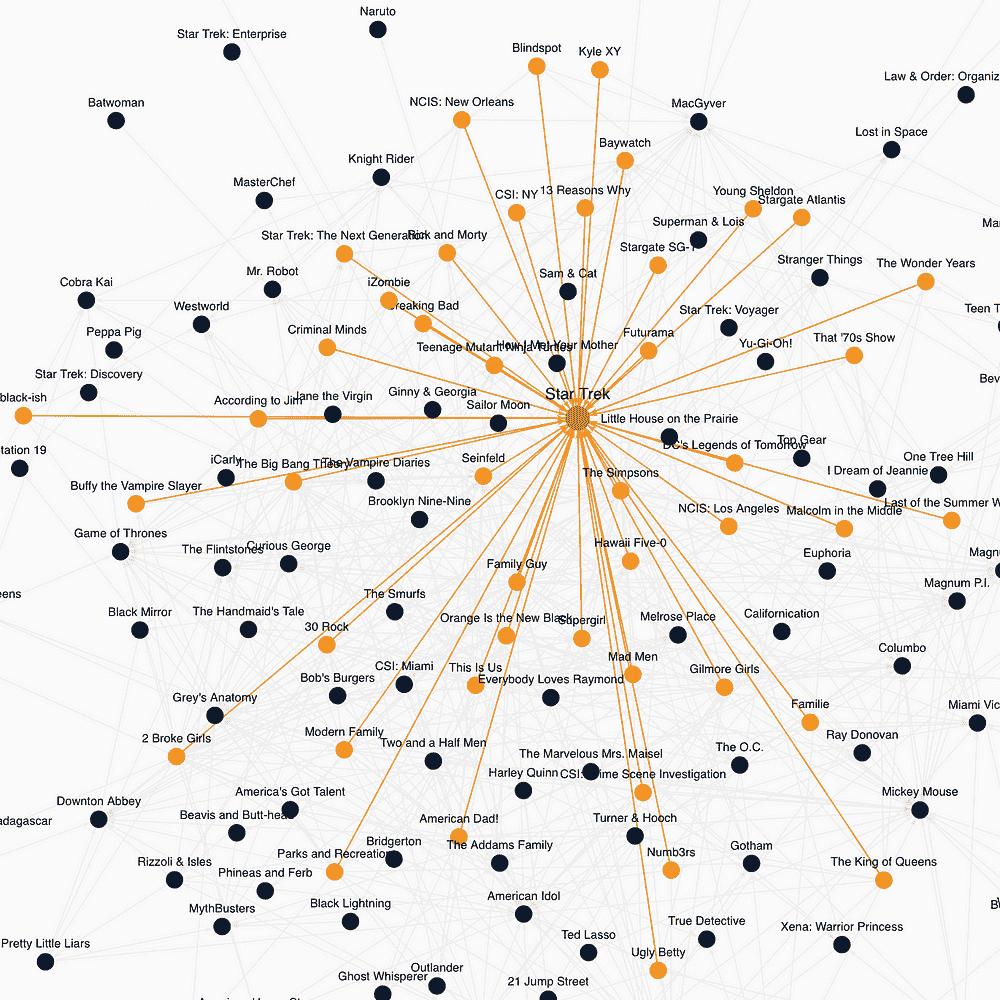 Naruto
Star Trek: Enterprise
Blindspot
Kyle XY
Law & Order: Organiz
Batwoman
NCIS: New Orleans
MacGyver
Lost in Space
Baywatch
Knight Rider
MasterChef
CSI: NY
13 Reasons Why
Young Sheldon
Stargate Atlantis
Superman & Lois
Star Trek: The Next Generation
Rick and Morty
Stargate SG-1
Stranger Things
The Wonder Years
Mr. Robot
Sam & Cat
Cobra Kai
iZombie
Westworld
Breaking Bad
Star Trek: Voyager
Teen T
Peppa Pig
Criminal Minds
Futurama
Yu-Gi-Oh!
That '70s Show
Teenage Mutant Ninja Turtles
How I Met Your Mother
Star Trek: Discovery
Bev
black-ish
According to Jim
Jane the Virgin
Ginny & Georgia
Sailor Moon
Star Trek
Little House on the Prairie
DC's Legends of Tomorrow
Top Gear
tation 19
iCarly
The Big Bang Theory
The Vampire Diaries
Seinfeld
The Simpsons
I Dream of Jeannie
One Tree Hill
Buffy the Vampire Slayer
Brooklyn Nine-Nine
NCIS: Los Angeles
Malcolm in the Middle
Last of the Summer W
Game of Thrones
The Flintstones
Curious George
Hawaii Five-0
Euphoria
Magnu
Family Guy
Magnum P.I.
eens
The Smurfs
Black Mirror
The Handmaid's Tale
30 Rock
Orange Is the New Black
Supergirl
Melrose Place
Californication
Columbo
CSI: Miami
This Is Us
Everybody Loves Raymond
Mad Men
Gilmore Girls
Bob's Burgers
Grey's Anatomy
Familie
Miami Vic
2 Broke Girls
Modern Family
Two and a Half Men
The Marvelous Mrs. Maisel
The O.C.
Ray Donovan
Harley Quinn
CSI: Crime Scene Investigation
America's Got Talent
Mickey Mouse
Downton Abbey
adagascar
Beavis and Butt-head
American Dad!
Turner & Hooch
Bridgerton
The Addams Family
Parks and Recreation
Numb3rs
Gotham
The King of Queens
Rizzoli & Isles
Phineas and Ferb
American Idol
MythBusters
Black Lightning
True Detective
Xena: Warrior Princess
Pretty Little Liars
Ted Lasso
Ugly Betty
Ghost Whisperer
Outlander
21 Jump Street